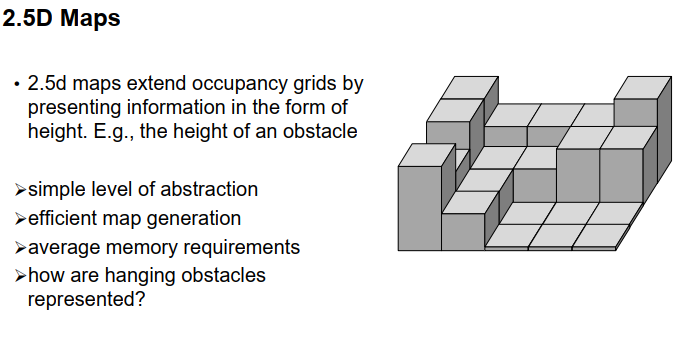 2.5D Maps
• 2.5d maps extend occupancy grids by
presenting information in the form of
height. E.g., the height of an obstacle
➢simple level of abstraction
➢efficient map generation
➢average memory requirements
➢how are hanging obstacles
represented?